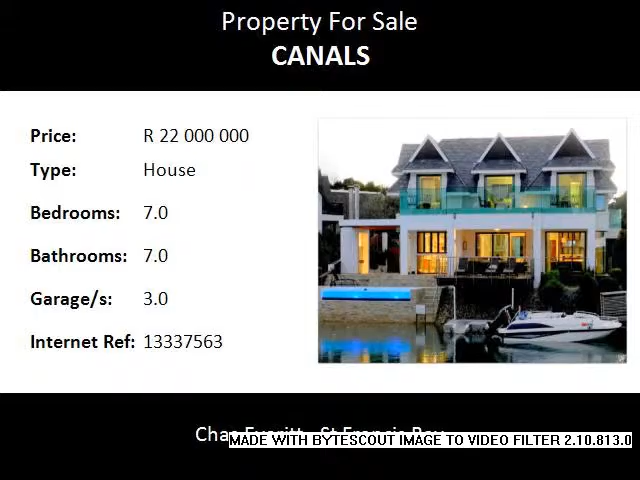 Property For Sale
CANALS
Price: R 22 000 000
Type: House
Bedrooms: 7.0
Bathrooms: 7.0
Garage/s: 3.0
Internet Ref: 13337563
MADE WITH BYTESCOUT IMAGE TO VIDEO FILTER 2.10.813.0